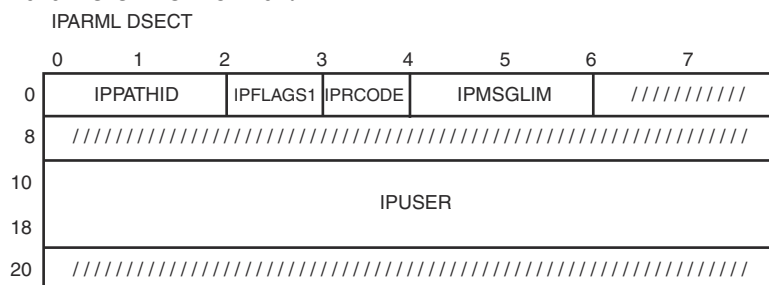 IPARML DSECT
0 1 2 3 4 5 6 7
0 IPPATHID IPFLAGS1 IPRCODE IPMSGLIM ///////////
8 ///////////////////////////////////////////////////////////////
10
IPUSER
18
20 ///////////////////////////////////////////////////////////////